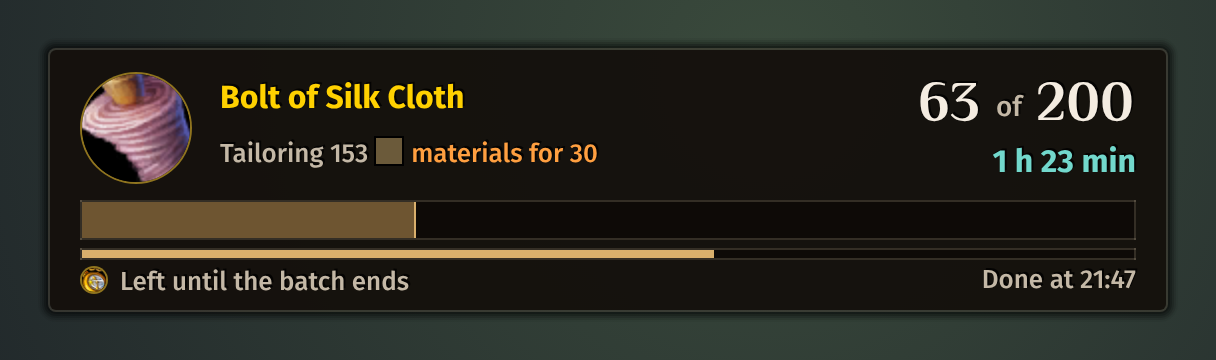 Bolt of Silk Cloth
63 of 200
Tailoring 153 materials for 30
1 h 23 min
Left until the batch ends
Done at 21:47